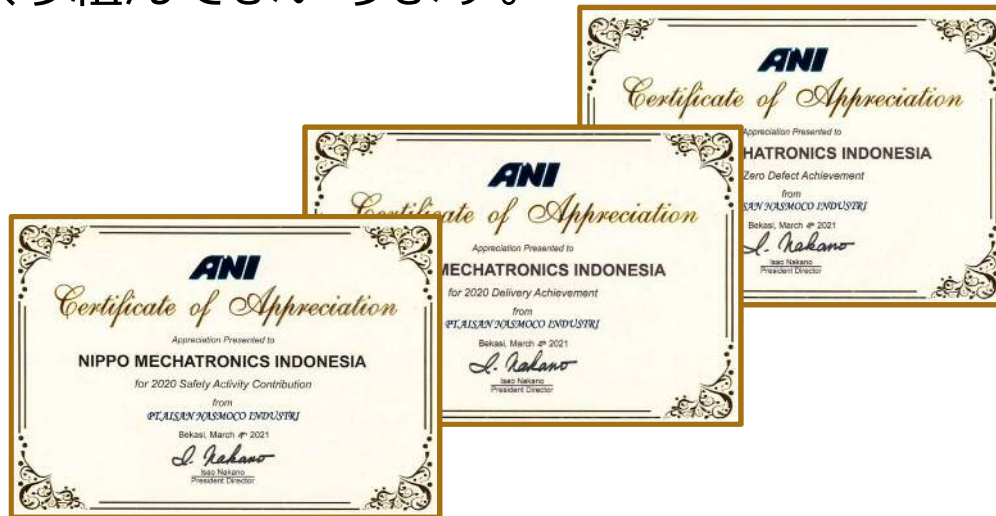 ANI
Certificate of Appreciation
Appreciation Presented to
HATRONICS INDONESIA
Zero Defect Achievement
from
SAN NASMOCO INDUSTRI
Bekasi, March 4th 2021
I. Nakano
Isao Nakano
President Director
ANI
Certificate of Appreciation
Appreciation Presented to
MECHATRONICS INDONESIA
for 2020 Delivery Achievement
from
PT.AISAN NASMOCO INDUSTRI
Bekasi, March 4th 2021
I. Nakano
Isao Nakano
President Director
ANI
Certificate of Appreciation
Appreciation Presented to
NIPPO MECHATRONICS INDONESIA
for 2020 Safety Activity Contribution
from
PT.AISAN NASMOCO INDUSTRI
Bekasi, March 4th 2021
I. Nakano
Isao Nakano
President Director